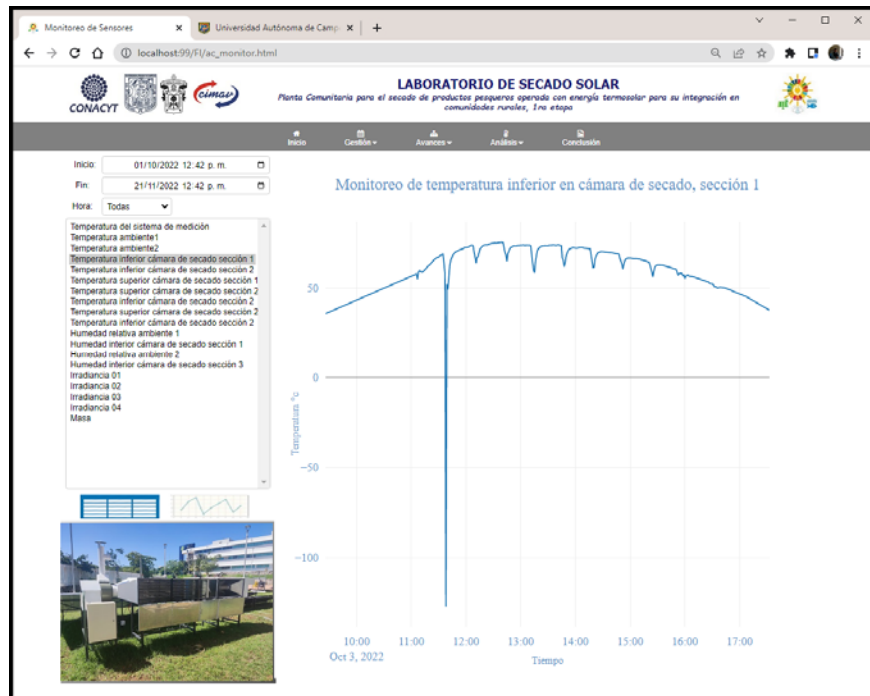 Monitoreo de Sensores
Universidad Autónoma de Camp
localhost:99/FI/ac_monitor.html
CONACYT
cimav
LABORATORIO DE SECADO SOLAR
Planta Comunitaria para el secado de productos pesqueros operada con energía termosolar para su integración en
comunidades rurales, 1ra etapa
Inicio Gestión Avances Análisis Conclusión
Inicio: 01/10/2022 12:42 p. m.
Fin: 21/11/2022 12:42 p. m.
Hora: Todas
Temperatura del sistema de medición
Temperatura ambiente1
Temperatura ambiente2
Temperatura inferior cámara de secado sección 1
Temperatura inferior cámara de secado sección 2
Temperatura superior cámara de secado sección 1
Temperatura superior cámara de secado sección 2
Temperatura inferior cámara de secado sección 2
Temperatura superior cámara de secado sección 2
Temperatura inferior cámara de secado sección 2
Humedad relativa ambiente 1
Humedad interior cámara de secado sección 1
Humedad relativa ambiente 2
Humedad interior cámara de secado sección 3
Irradiancia 01
Irradiancia 02
Irradiancia 03
Irradiancia 04
Masa
Monitoreo de temperatura inferior en cámara de secado, sección 1
50
0
−50
−100
Temperatura °c
10:00 11:00 12:00 13:00 14:00 15:00 16:00 17:00
Oct 3, 2022
Tiempo